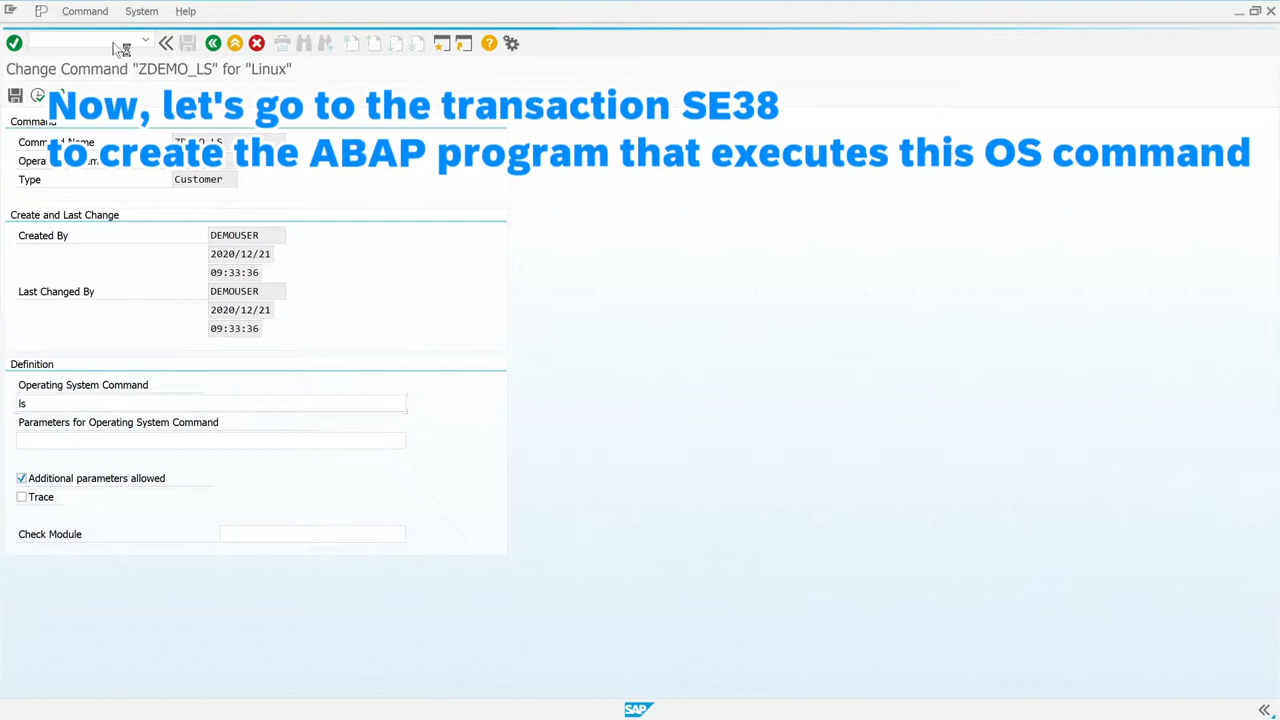 Command System Help
Change Command "ZDEMO_LS" for "Linux"
Now, let's go to the transaction SE38
to create the ABAP program that executes this OS command
Type Customer
Create and Last Change
Created By DEMOUSER
2020/12/21
09:33:36
Last Changed By DEMOUSER
2020/12/21
09:33:36
Definition
Operating System Command
ls
Parameters for Operating System Command
Additional parameters allowed
Trace
Check Module
SAP